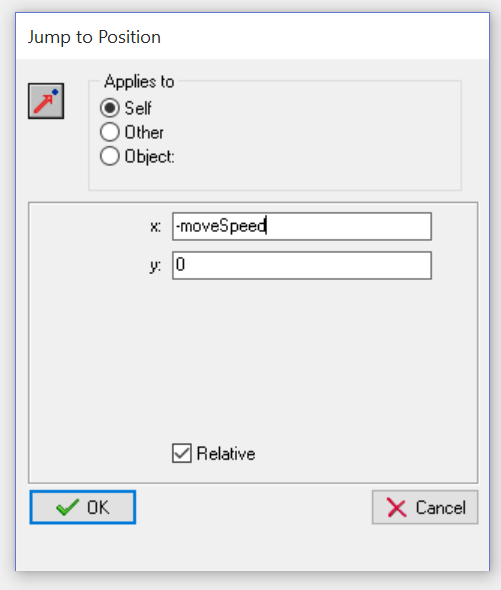 Jump to Position
Applies to
Self
Other
Object:
x: -moveSpeed
y: 0
Relative
OK Cancel